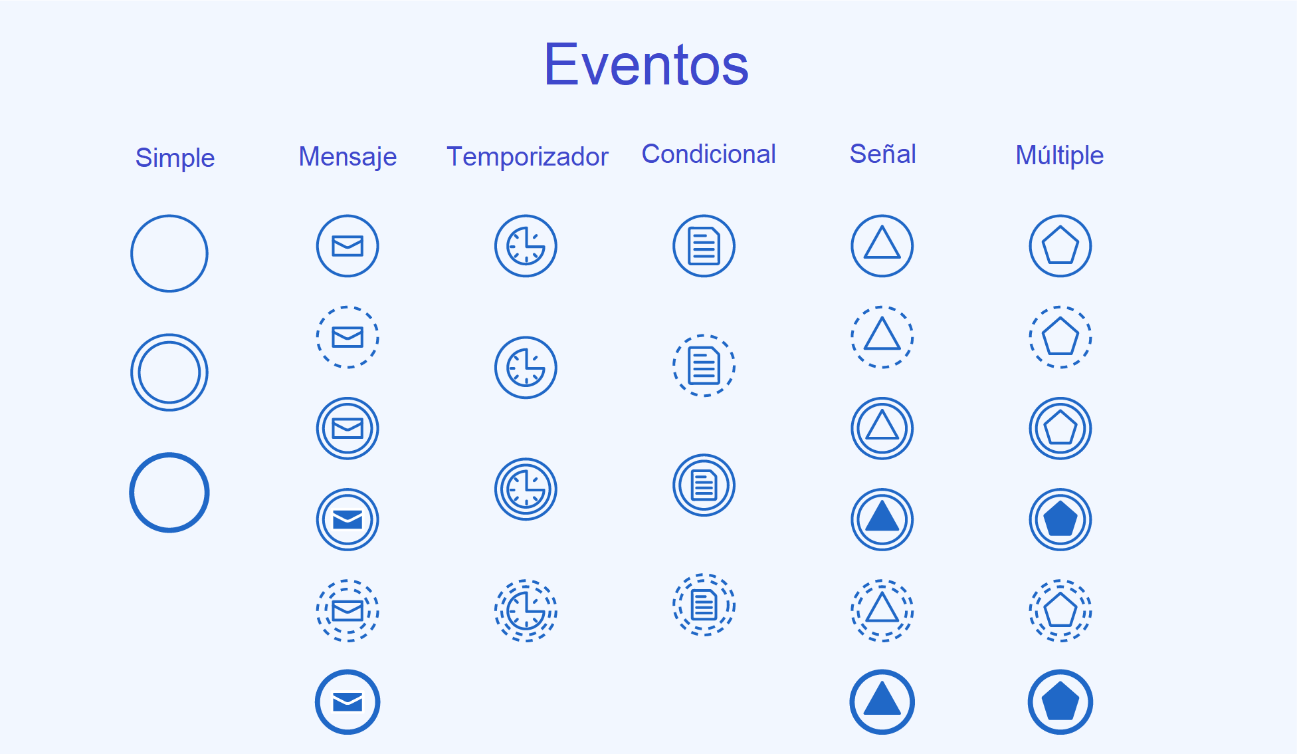 Eventos
Simple
Mensaje
Temporizador
Condicional
Señal
Múltiple